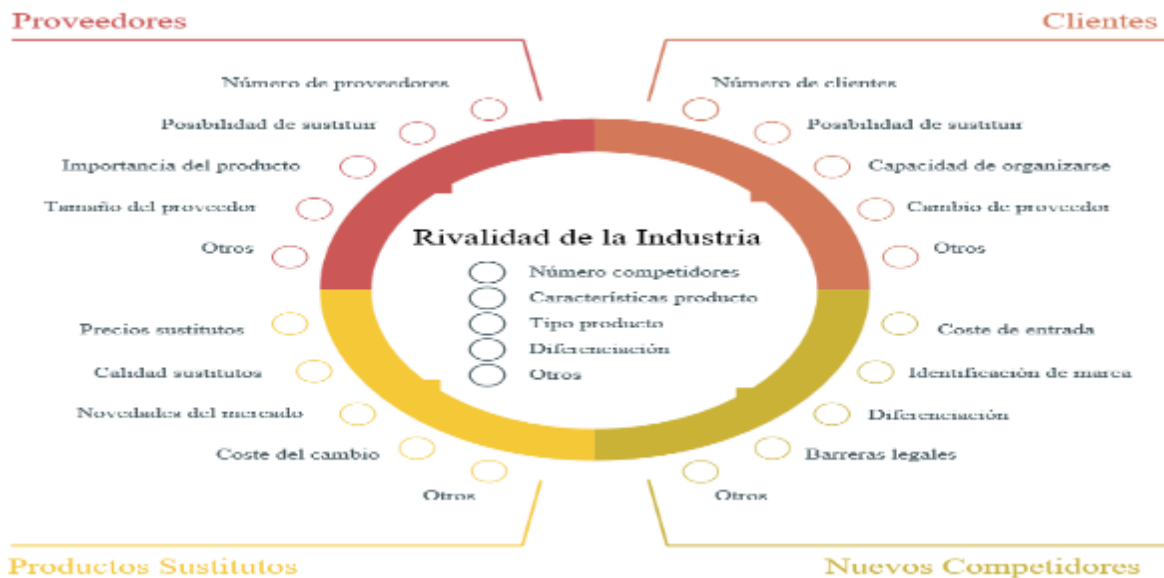 Proveedores
Número de proveedores
Posibilidad de sustituir
Importancia del producto
Tamaño del proveedor
Otros
Clientes
Número de clientes
Posibilidad de sustituir
Capacidad de organizarse
Cambio de proveedor
Otros
Rivalidad de la Industria
Número competidores
Características producto
Tipo producto
Diferenciación
Otros
Precios sustitutos
Calidad sustitutos
Novedades del mercado
Coste del cambio
Otros
Productos Sustitutos
Coste de entrada
Identificación de marca
Diferenciación
Barreras legales
Otros
Nuevos Competidores